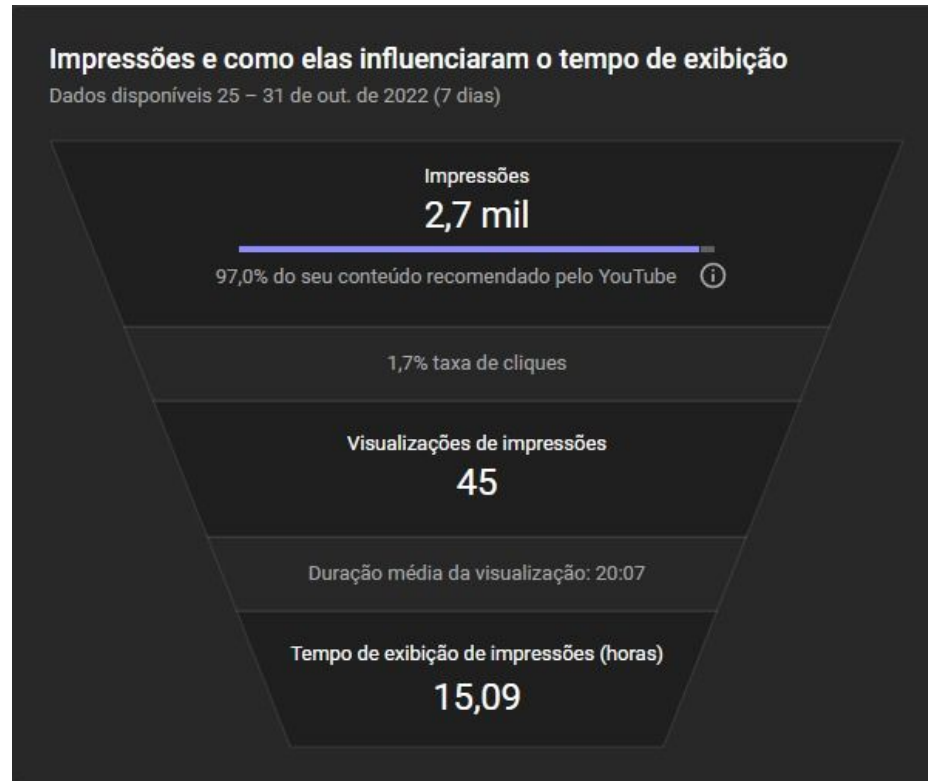 Impressões e como elas influenciaram o tempo de exibição
Dados disponíveis 25 – 31 de out. de 2022 (7 dias)
Impressões
2,7 mil
97,0% do seu conteúdo recomendado pelo YouTube
1,7% taxa de cliques
Visualizações de impressões
45
Duração média da visualização: 20:07
Tempo de exibição de impressões (horas)
15,09